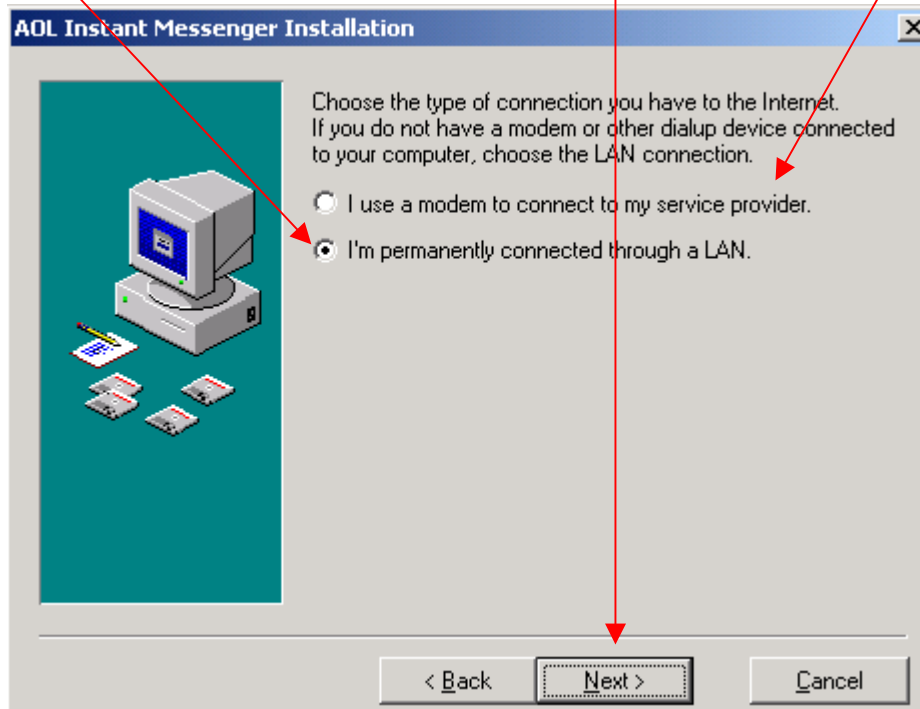 AOL Instant Messenger Installation
Choose the type of connection you have to the Internet.
If you do not have a modem or other dialup device connected
to your computer, choose the LAN connection.
I use a modem to connect to my service provider.
I'm permanently connected through a LAN.
< Back
Next >
Cancel